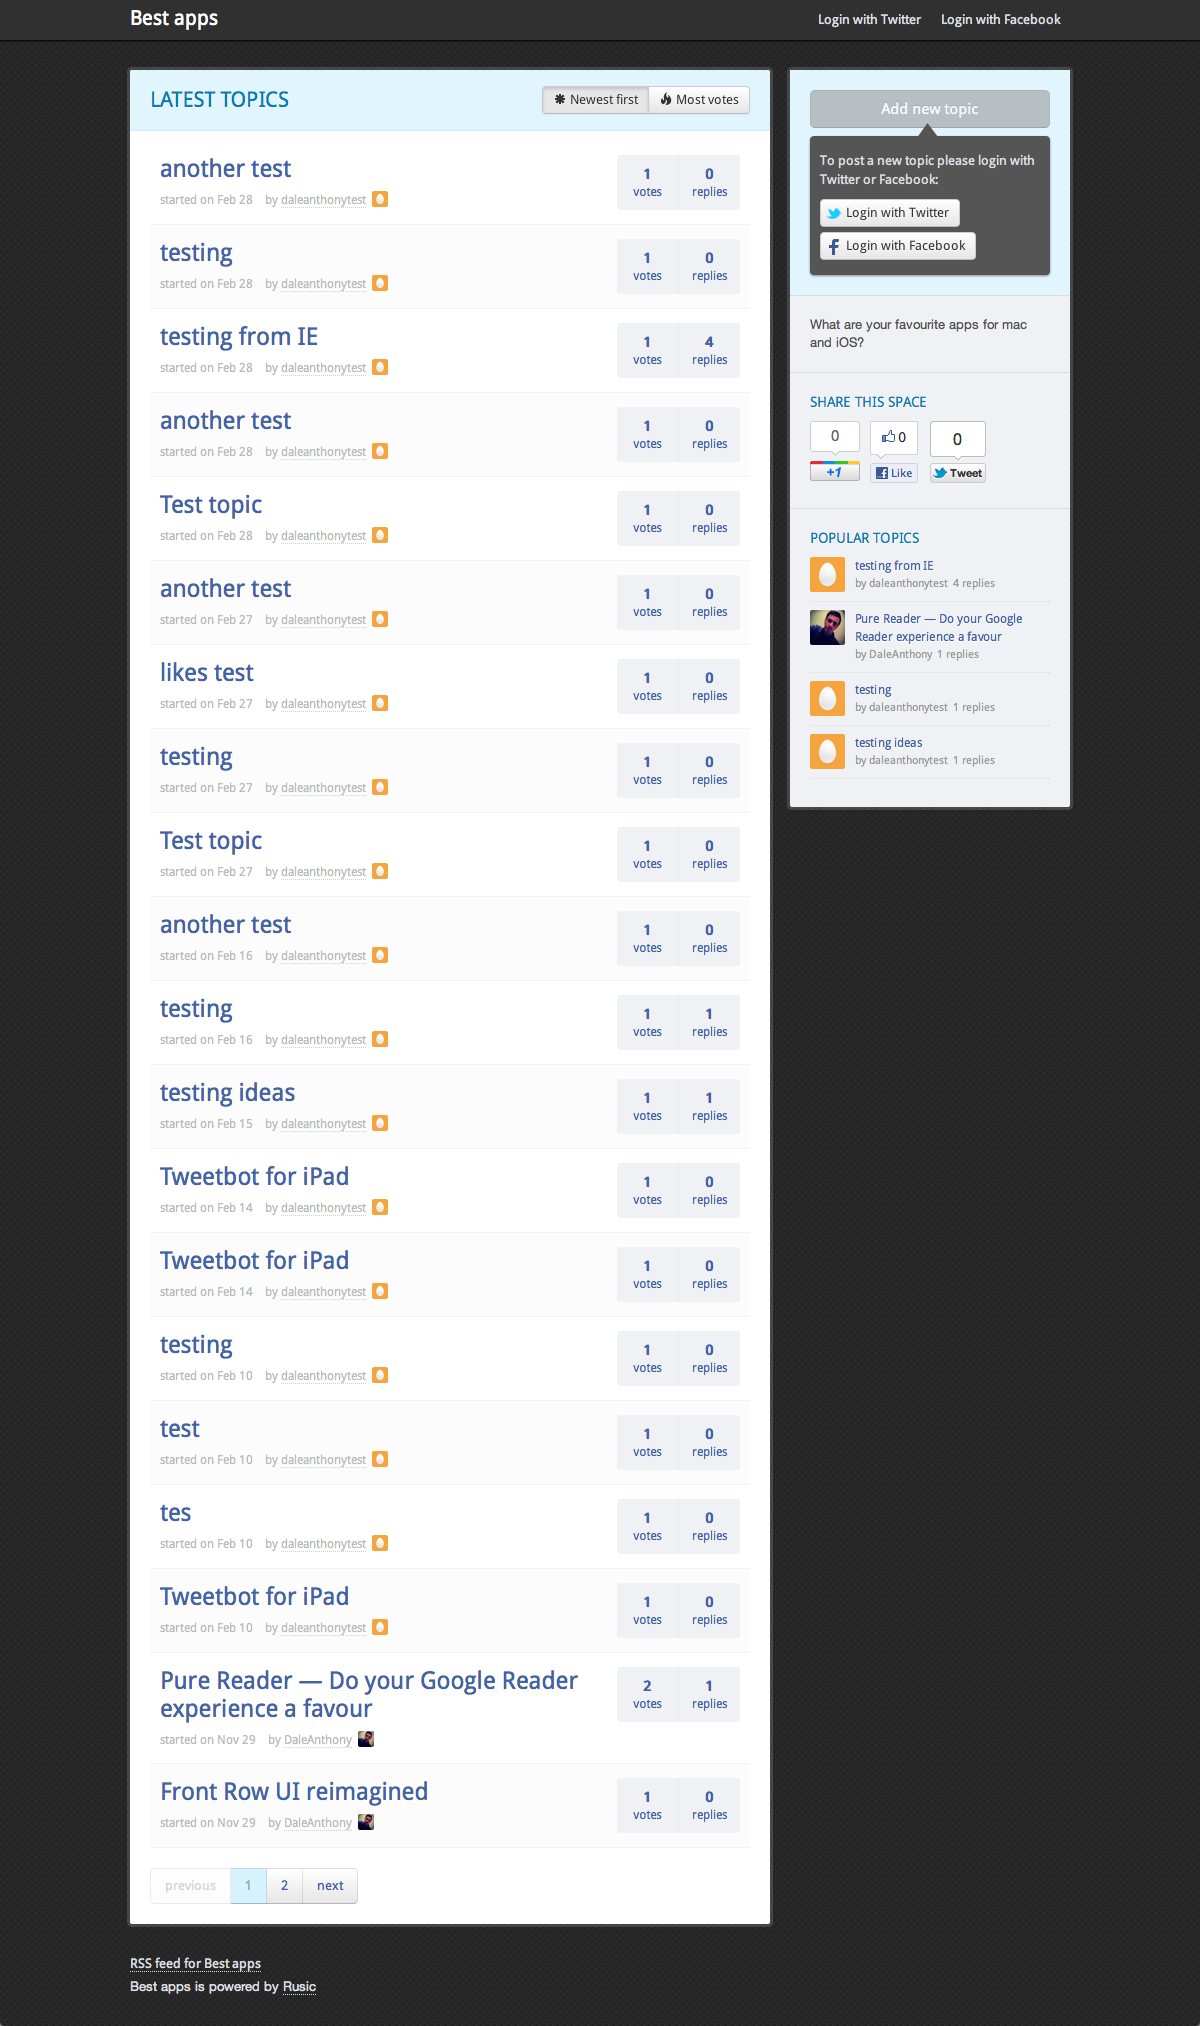 Best apps
Login with Twitter
Login with Facebook
LATEST TOPICS
Newest first
Most votes
another test
started on Feb 28 by daleanthonytest
1 votes
0 replies
testing
started on Feb 28 by daleanthonytest
1 votes
0 replies
testing from IE
started on Feb 28 by daleanthonytest
1 votes
4 replies
another test
started on Feb 28 by daleanthonytest
1 votes
0 replies
Test topic
started on Feb 28 by daleanthonytest
1 votes
0 replies
another test
started on Feb 27 by daleanthonytest
1 votes
0 replies
likes test
started on Feb 27 by daleanthonytest
1 votes
0 replies
testing
started on Feb 27 by daleanthonytest
1 votes
0 replies
Test topic
started on Feb 27 by daleanthonytest
1 votes
0 replies
another test
started on Feb 16 by daleanthonytest
1 votes
0 replies
testing
started on Feb 16 by daleanthonytest
1 votes
1 replies
testing ideas
started on Feb 15 by daleanthonytest
1 votes
1 replies
Tweetbot for iPad
started on Feb 14 by daleanthonytest
1 votes
0 replies
Tweetbot for iPad
started on Feb 14 by daleanthonytest
1 votes
0 replies
testing
started on Feb 10 by daleanthonytest
1 votes
0 replies
test
started on Feb 10 by daleanthonytest
1 votes
0 replies
tes
started on Feb 10 by daleanthonytest
1 votes
0 replies
Tweetbot for iPad
started on Feb 10 by daleanthonytest
1 votes
0 replies
Pure Reader — Do your Google Reader
experience a favour
started on Nov 29 by DaleAnthony
2 votes
1 replies
Front Row UI reimagined
started on Nov 29 by DaleAnthony
1 votes
0 replies
previous 1 2 next
Add new topic
To post a new topic please login with
Twitter or Facebook:
Login with Twitter
Login with Facebook
What are your favourite apps for mac
and iOS?
SHARE THIS SPACE
0 0 0
+1 Like Tweet
POPULAR TOPICS
testing from IE
by daleanthonytest 4 replies
Pure Reader — Do your Google
Reader experience a favour
by DaleAnthony 1 replies
testing
by daleanthonytest 1 replies
testing ideas
by daleanthonytest 1 replies
RSS feed for Best apps
Best apps is powered by Rusic